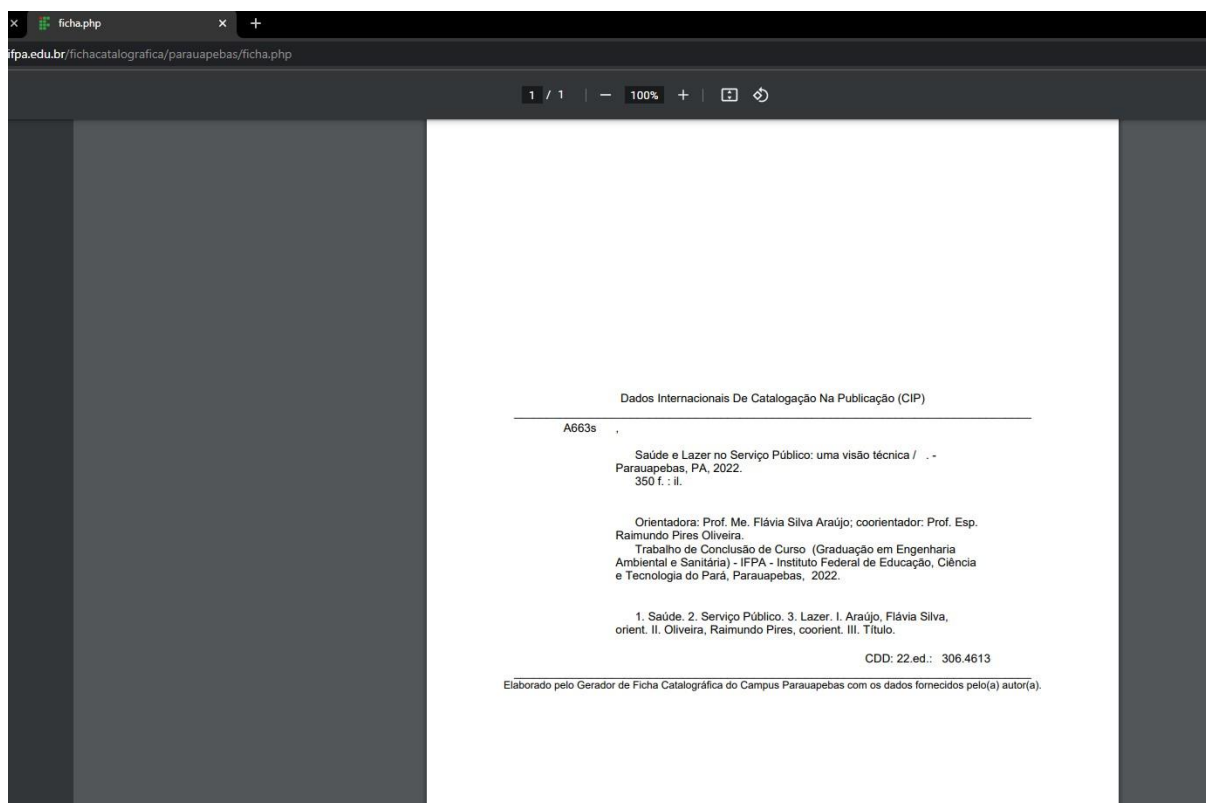 ficha.php
ifpa.edu.br/fichacatalografica/parauapebas/ficha.php
1 / 1 | − 100% + |
Dados Internacionais De Catalogação Na Publicação (CIP)
A663s ,
Saúde e Lazer no Serviço Público: uma visão técnica / . -
Parauapebas, PA, 2022.
350 f. : il.
Orientadora: Prof. Me. Flávia Silva Araújo; coorientador: Prof. Esp.
Raimundo Pires Oliveira.
Trabalho de Conclusão de Curso (Graduação em Engenharia
Ambiental e Sanitária) - IFPA - Instituto Federal de Educação, Ciência
e Tecnologia do Pará, Parauapebas, 2022.
1. Saúde. 2. Serviço Público. 3. Lazer. I. Araújo, Flávia Silva,
orient. II. Oliveira, Raimundo Pires, coorient. III. Título.
CDD: 22.ed.: 306.4613
Elaborado pelo Gerador de Ficha Catalográfica do Campus Parauapebas com os dados fornecidos pelo(a) autor(a).